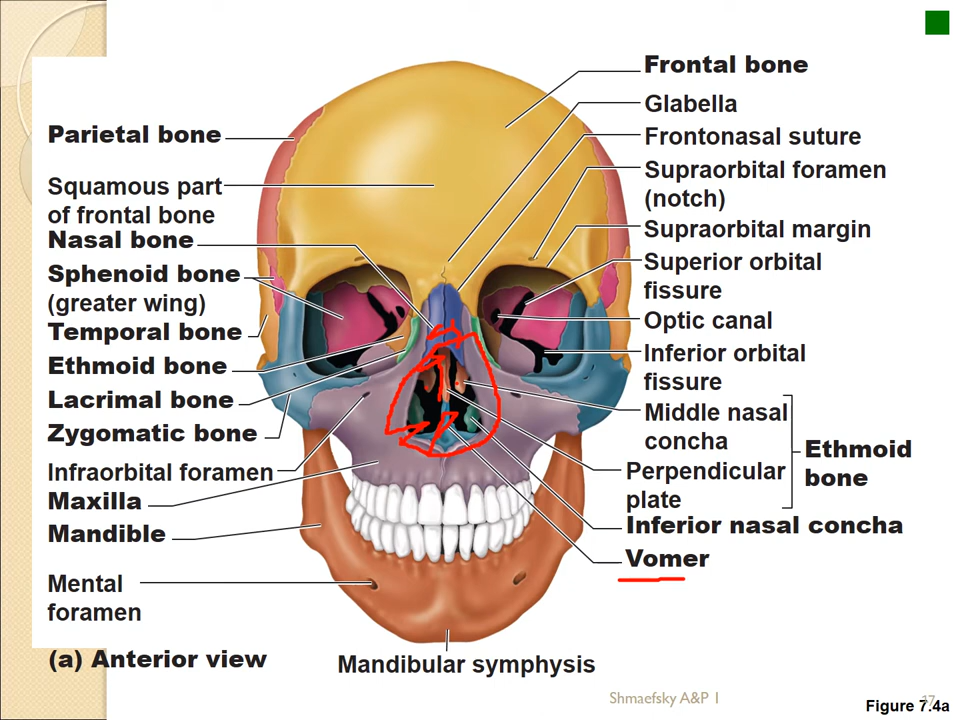 Frontal bone
Glabella
Parietal bone
Frontonasal suture
Squamous part
of frontal bone
Supraorbital foramen
(notch)
Nasal bone
Supraorbital margin
Sphenoid bone
(greater wing)
Superior orbital
fissure
Temporal bone
Optic canal
Ethmoid bone
Inferior orbital
fissure
Lacrimal bone
Zygomatic bone
Middle nasal
concha
Ethmoid
bone
Infraorbital foramen
Perpendicular
plate
Maxilla
Inferior nasal concha
Mandible
Vomer
Mental
foramen
(a) Anterior view
Mandibular symphysis
Shmaefsky A&P 1
17
Figure 7.4a